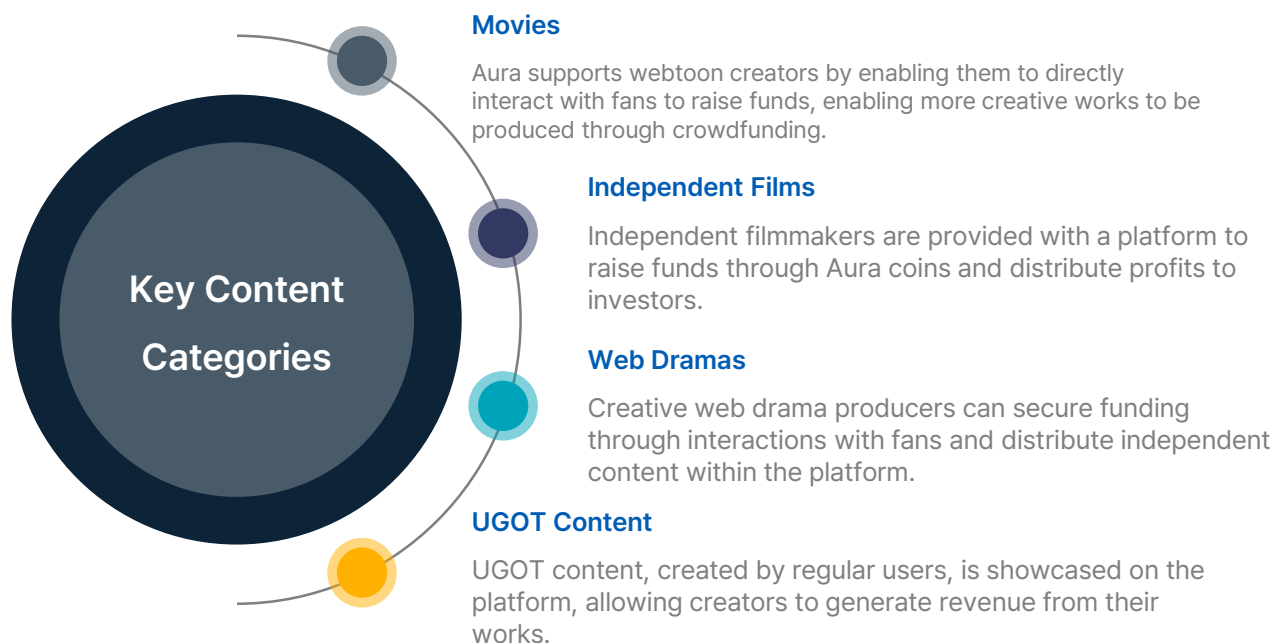 Key Content
Categories
Movies
Aura supports webtoon creators by enabling them to directly
interact with fans to raise funds, enabling more creative works to be
produced through crowdfunding.
Independent Films
Independent filmmakers are provided with a platform to
raise funds through Aura coins and distribute profits to
investors.
Web Dramas
Creative web drama producers can secure funding
through interactions with fans and distribute independent
content within the platform.
UGOT Content
UGOT content, created by regular users, is showcased on the
platform, allowing creators to generate revenue from their
works.